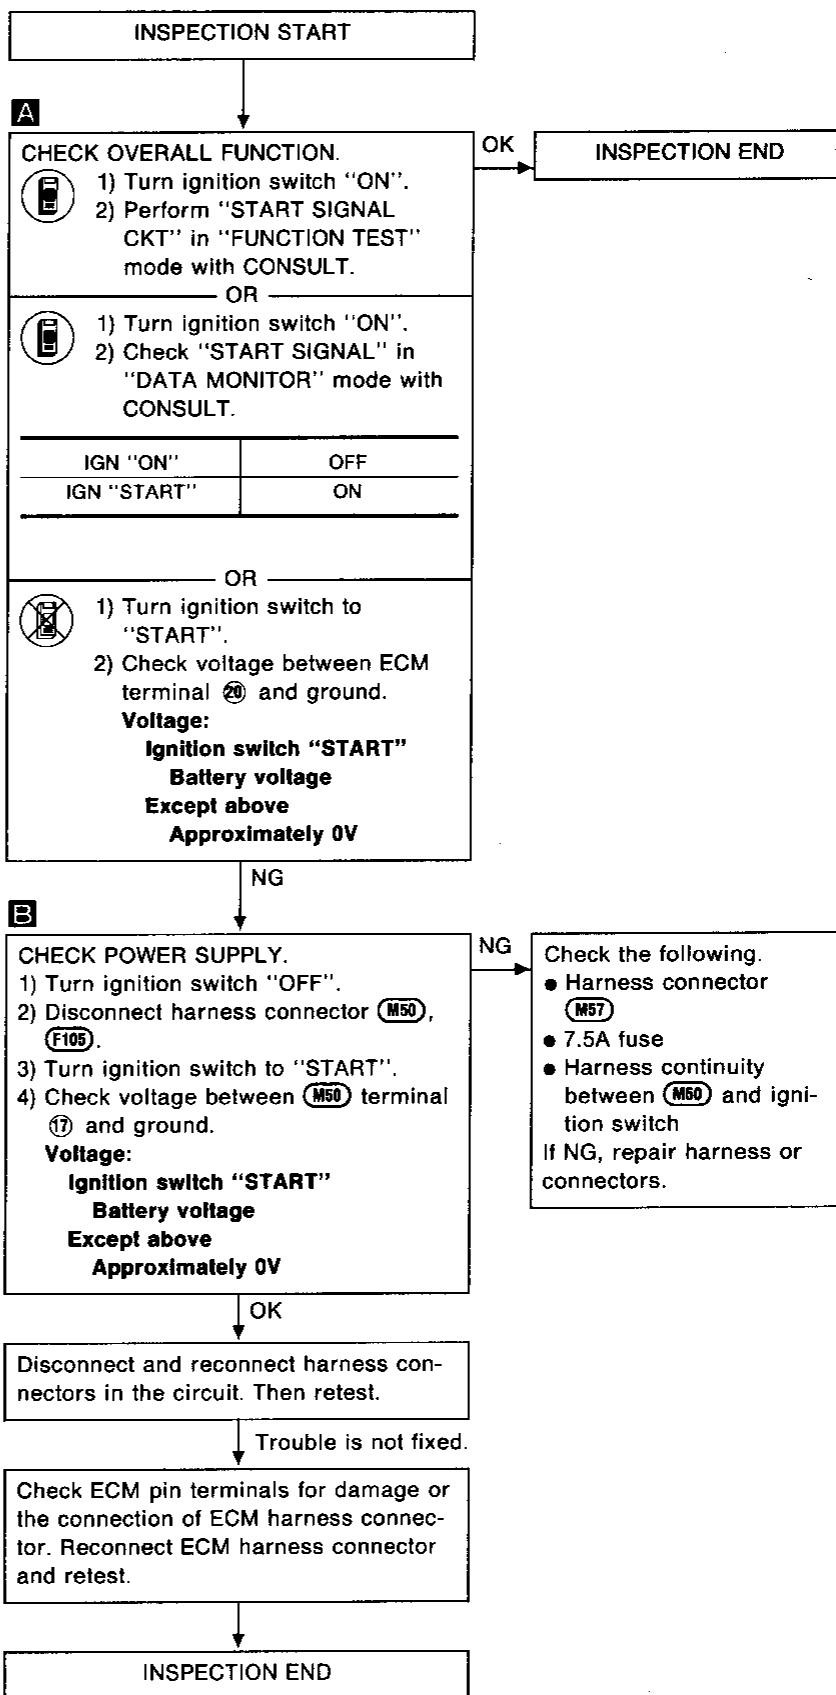 INSPECTION START
A
CHECK OVERALL FUNCTION.
1) Turn ignition switch "ON".
2) Perform "START SIGNAL
CKT" in "FUNCTION TEST"
mode with CONSULT.
OR
1) Turn ignition switch "ON".
2) Check "START SIGNAL" in
"DATA MONITOR" mode with
CONSULT.
IGN "ON" OFF
IGN "START" ON
OR
1) Turn ignition switch to
"START".
2) Check voltage between ECM
terminal 20 and ground.
Voltage:
Ignition switch "START"
Battery voltage
Except above
Approximately 0V
OK
INSPECTION END
NG
B
CHECK POWER SUPPLY.
1) Turn ignition switch "OFF".
2) Disconnect harness connector M50,
F105.
3) Turn ignition switch to "START".
4) Check voltage between M50 terminal
17 and ground.
Voltage:
Ignition switch "START"
Battery voltage
Except above
Approximately 0V
NG
Check the following.
● Harness connector
M57
● 7.5A fuse
● Harness continuity
between M50 and igni-
tion switch
If NG, repair harness or
connectors.
OK
Disconnect and reconnect harness con-
nectors in the circuit. Then retest.
Trouble is not fixed.
Check ECM pin terminals for damage or
the connection of ECM harness connec-
tor. Reconnect ECM harness connector
and retest.
INSPECTION END